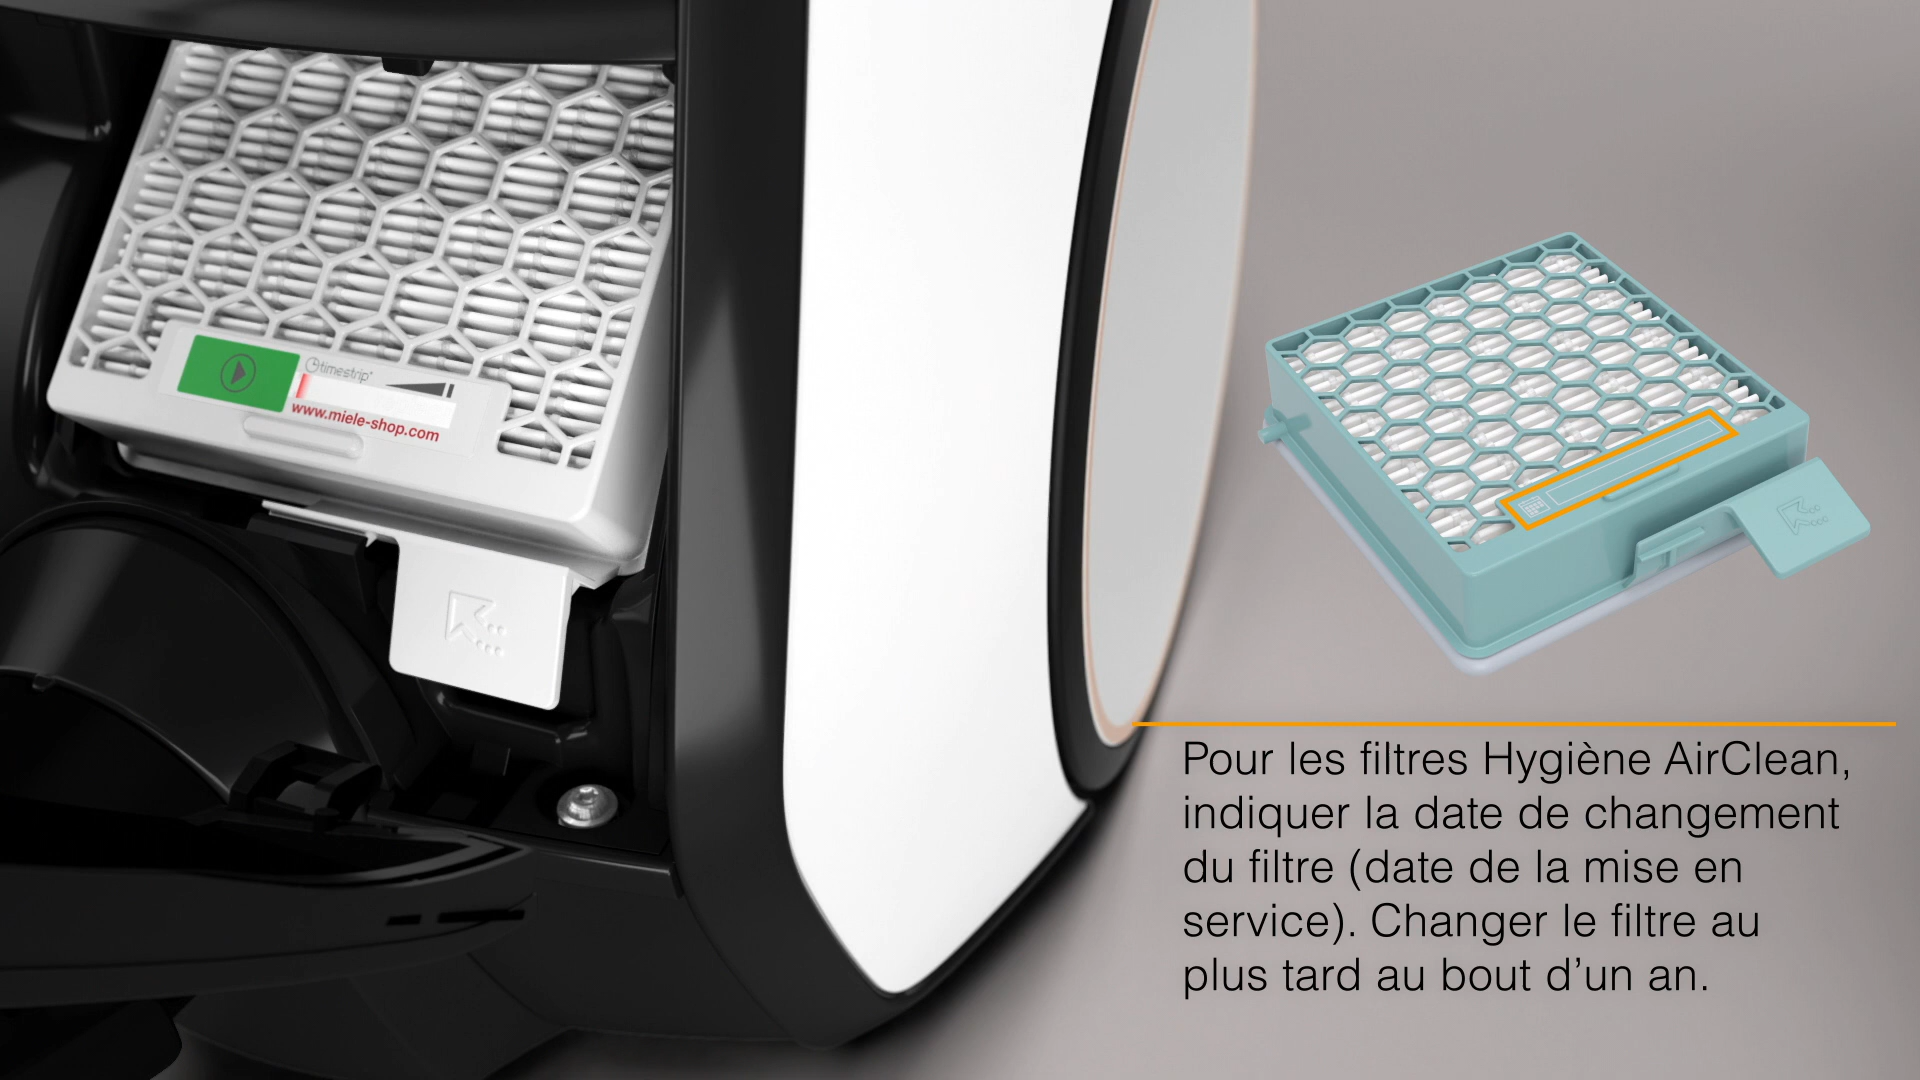 timestrip®
www.miele-shop.com
Pour les filtres Hygiène AirClean,
indiquer la date de changement
du filtre (date de la mise en
service). Changer le filtre au
plus tard au bout d’un an.